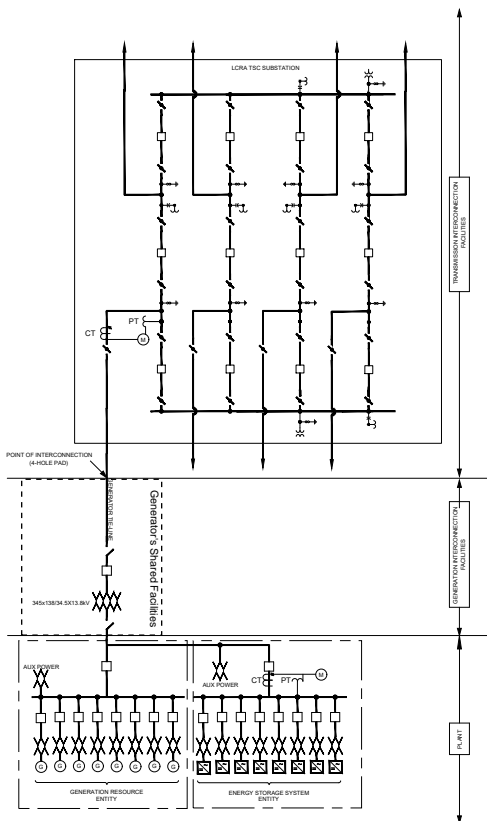 LCRA TSC SUBSTATION
TRANSMISSION INTERCONNECTION
FACILITIES
CT
PT
M
POINT OF INTERCONNECTION
(4-HOLE PAD)
GENERATOR TIE-LINE
Generator's Shared Facilities
GENERATION INTERCONNECTION
FACILITIES
345x138/34.5X13.8kV
AUX POWER
AUX POWER
CT
PT
M
PLANT
G G G G G G G G
GENERATION RESOURCE
ENTITY
ENERGY STORAGE SYSTEM
ENTITY